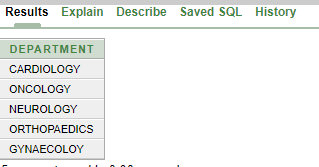 Results Explain Describe Saved SQL History
DEPARTMENT
CARDIOLOGY
ONCOLOGY
NEUROLOGY
ORTHOPAEDICS
GYNAECOLOY